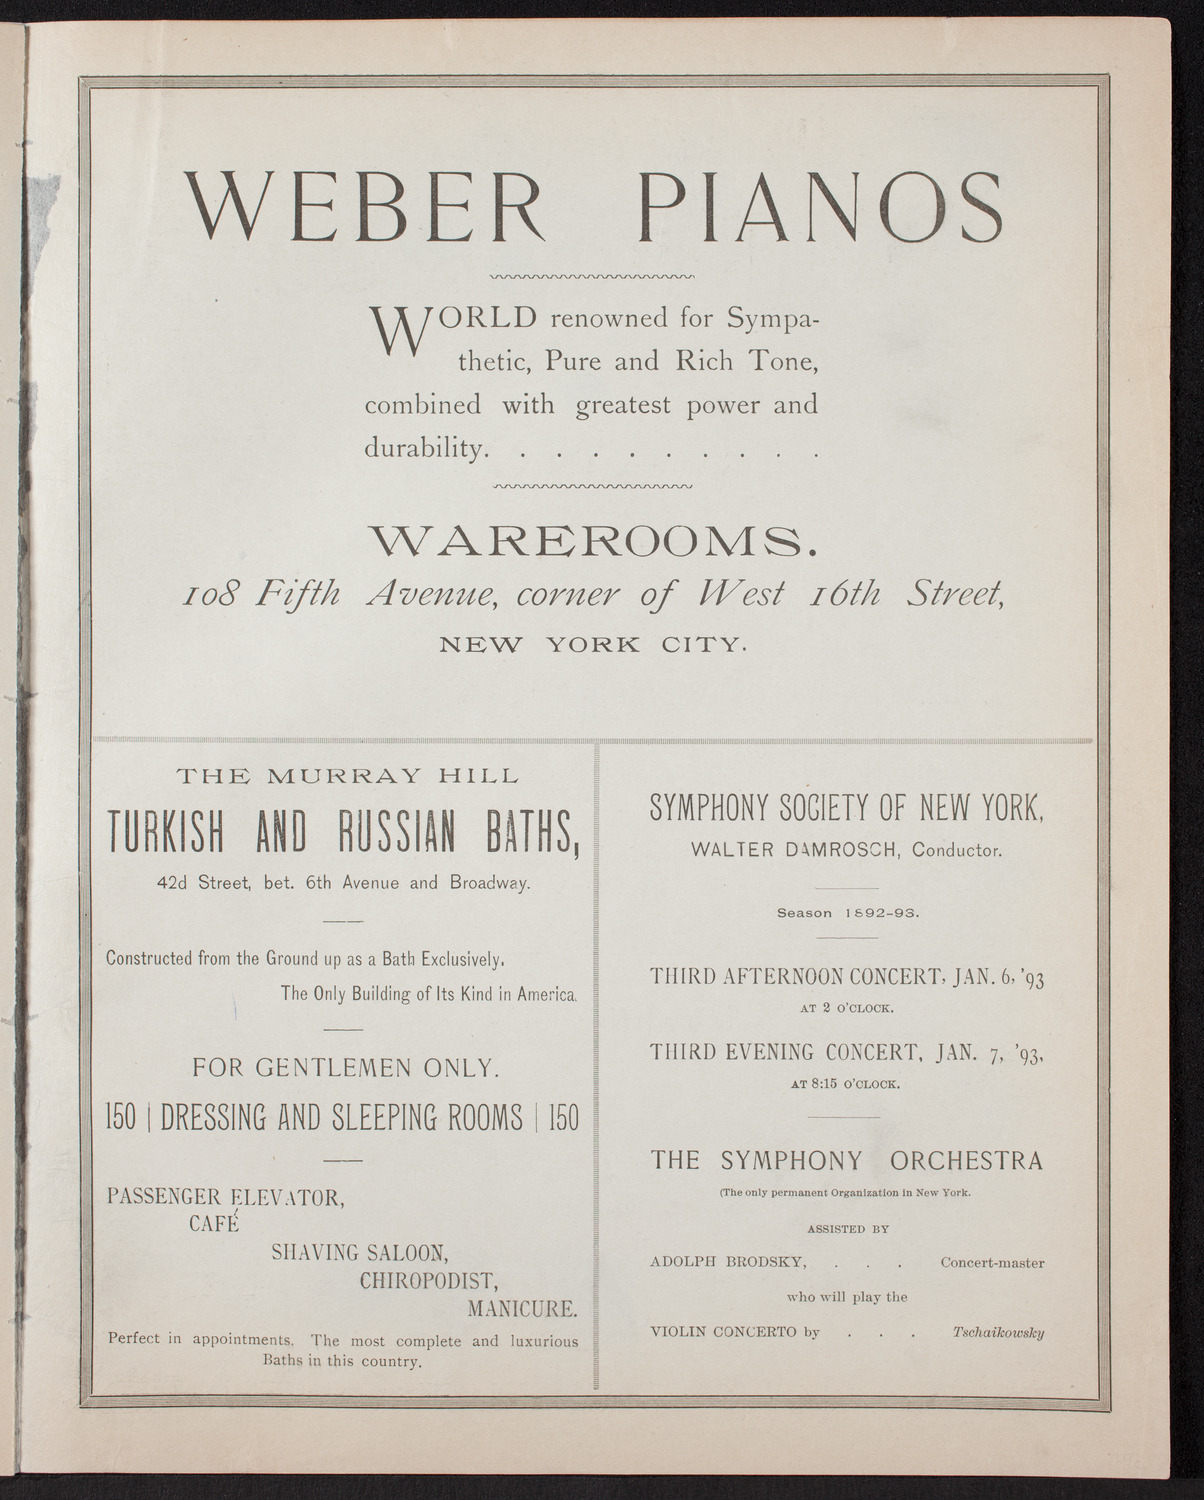 WEBER PIANOS
WORLD renowned for Sympa-
thetic, Pure and Rich Tone,
combined with greatest power and
durability. . . . . . . . . .
WAREROOMS.
108 Fifth Avenue, corner of West 16th Street,
NEW YORK CITY.
THE MURRAY HILL
TURKISH AND RUSSIAN BATHS,
42d Street, bet. 6th Avenue and Broadway.
Constructed from the Ground up as a Bath Exclusively.
The Only Building of Its Kind in America.
FOR GENTLEMEN ONLY.
150 | DRESSING AND SLEEPING ROOMS | 150
PASSENGER ELEVATOR,
CAFÉ
SHAVING SALOON,
CHIROPODIST,
MANICURE.
Perfect in appointments. The most complete and luxurious
Baths in this country.
SYMPHONY SOCIETY OF NEW YORK,
WALTER DAMROSCH, Conductor.
Season 1892-93.
THIRD AFTERNOON CONCERT, JAN. 6, '93
AT 2 O'CLOCK.
THIRD EVENING CONCERT, JAN. 7, '93,
AT 8:15 O'CLOCK.
THE SYMPHONY ORCHESTRA
(The only permanent Organization in New York.
ASSISTED BY
ADOLPH BRODSKY, . . . Concert-master
who will play the
VIOLIN CONCERTO by . . . Tschaikowsky